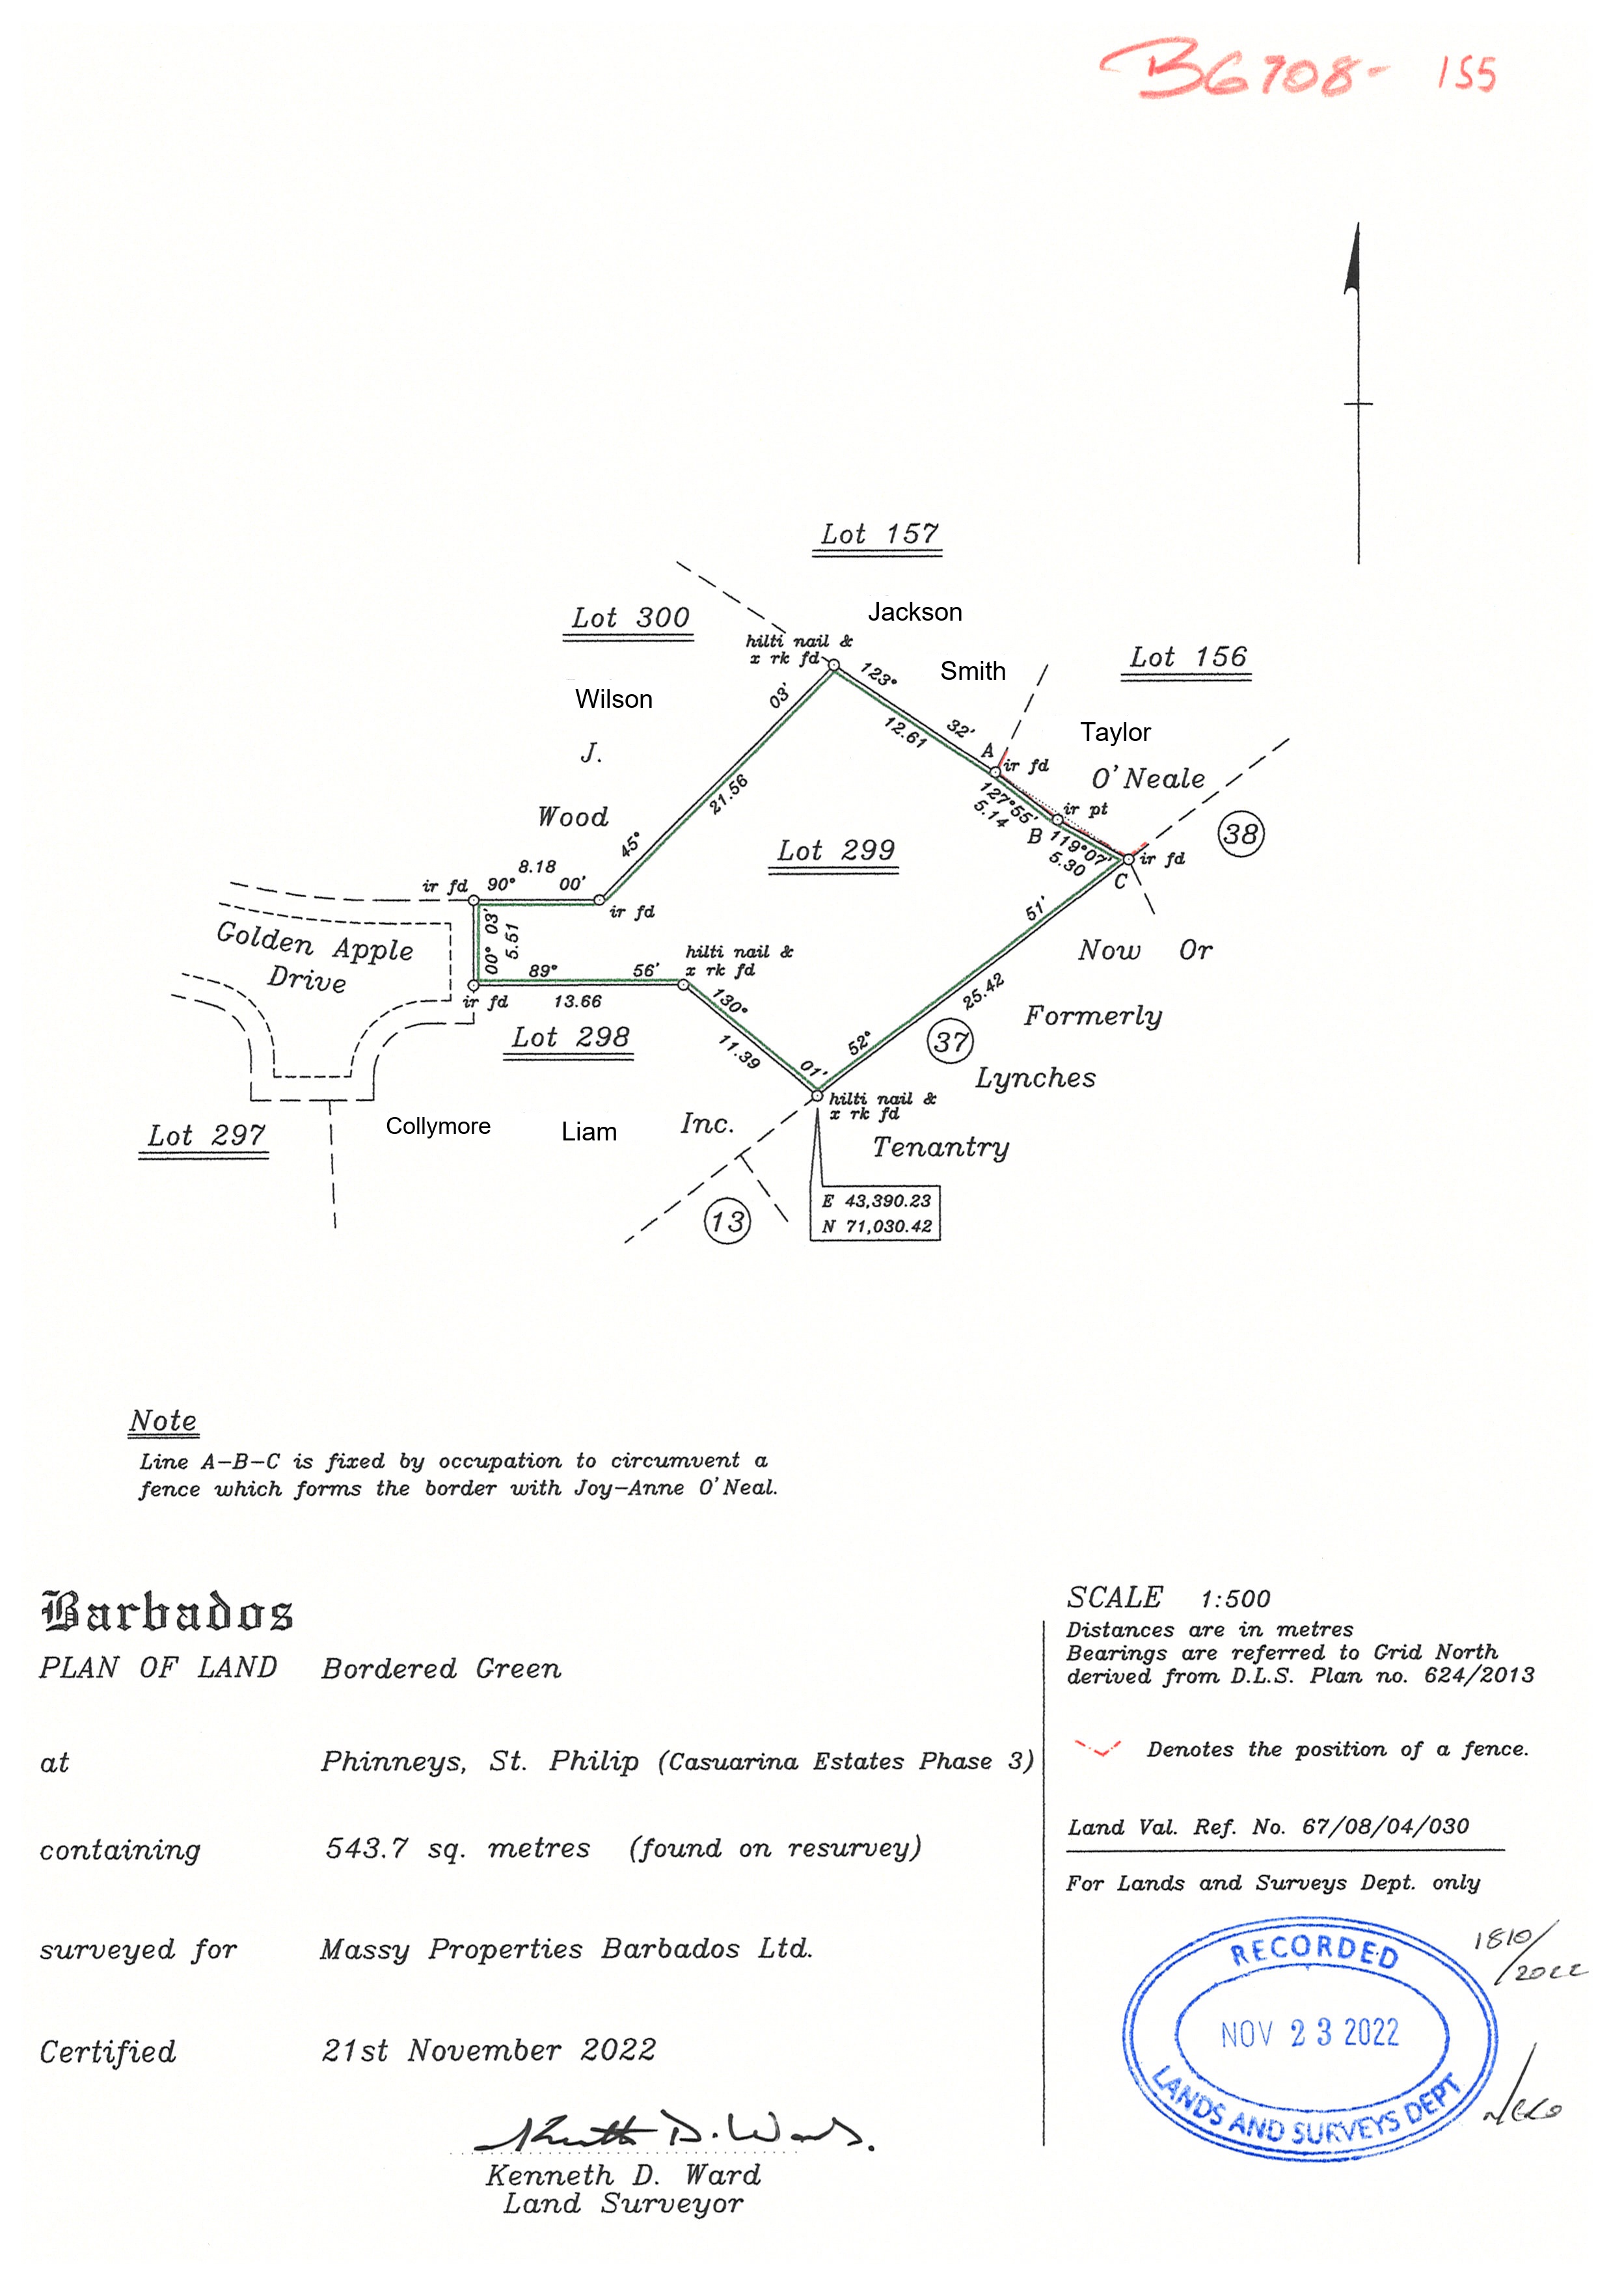 B6708- 155
Lot 157
Jackson
Lot 300
hilti nail &
x rk fd
123°
32'
12.61
Smith
Lot 156
Wilson
03'
45°
21.56
Taylor
A
ir fd
O'Neale
J.
Wood
127°55'
5.14
ir pt
B
119°07'
5.30
38
ir fd
C
Lot 299
8.18
ir fd
90°
00'
ir fd
Golden Apple
Drive
00° 03'
5.51
hilti nail &
x rk fd
89°
56'
ir fd
13.66
130°
01'
11.39
51'
52°
25.42
Now Or
Formerly
37
Lynches
Tenantry
Lot 298
hilti nail &
x rk fd
Collymore
Liam
Inc.
Lot 297
13
E 43,390.23
N 71,030.42
Note
Line A-B-C is fixed by occupation to circumvent a
fence which forms the border with Joy-Anne O'Neal.
Barbados
PLAN OF LAND Bordered Green
at Phinneys, St. Philip (Casuarina Estates Phase 3)
containing 543.7 sq. metres (found on resurvey)
surveyed for Massy Properties Barbados Ltd.
Certified 21st November 2022
Kenneth D. Ward
Kenneth D. Ward
Land Surveyor
SCALE 1:500
Distances are in metres
Bearings are referred to Grid North
derived from D.L.S. Plan no. 624/2013
Denotes the position of a fence.
Land Val. Ref. No. 67/08/04/030
For Lands and Surveys Dept. only
RECORDED
NOV 23 2022
LANDS AND SURVEYS DEPT
1810/
2022